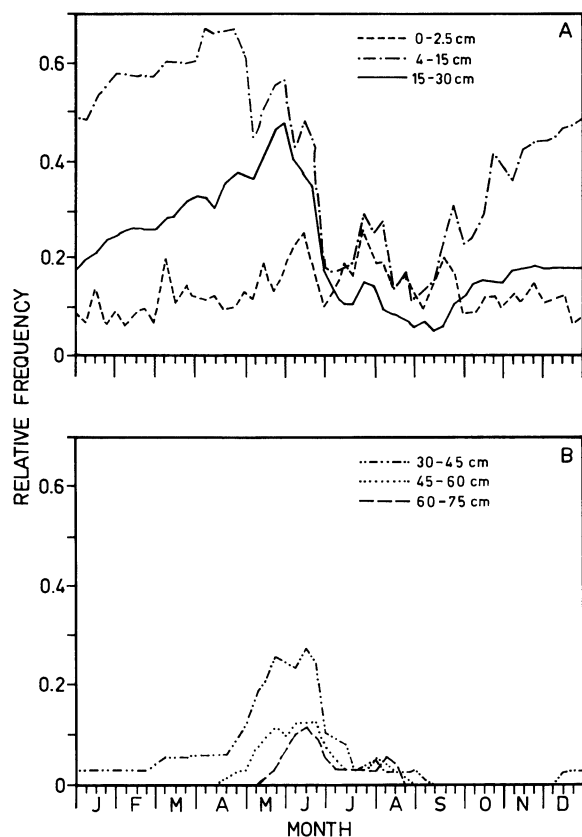 A
0-2.5 cm
4-15 cm
15-30 cm
0.6
0.4
0.2
0
RELATIVE FREQUENCY
B
30-45 cm
45-60 cm
60-75 cm
0.6
0.4
0.2
0
J F M A M J J A S O N D
MONTH